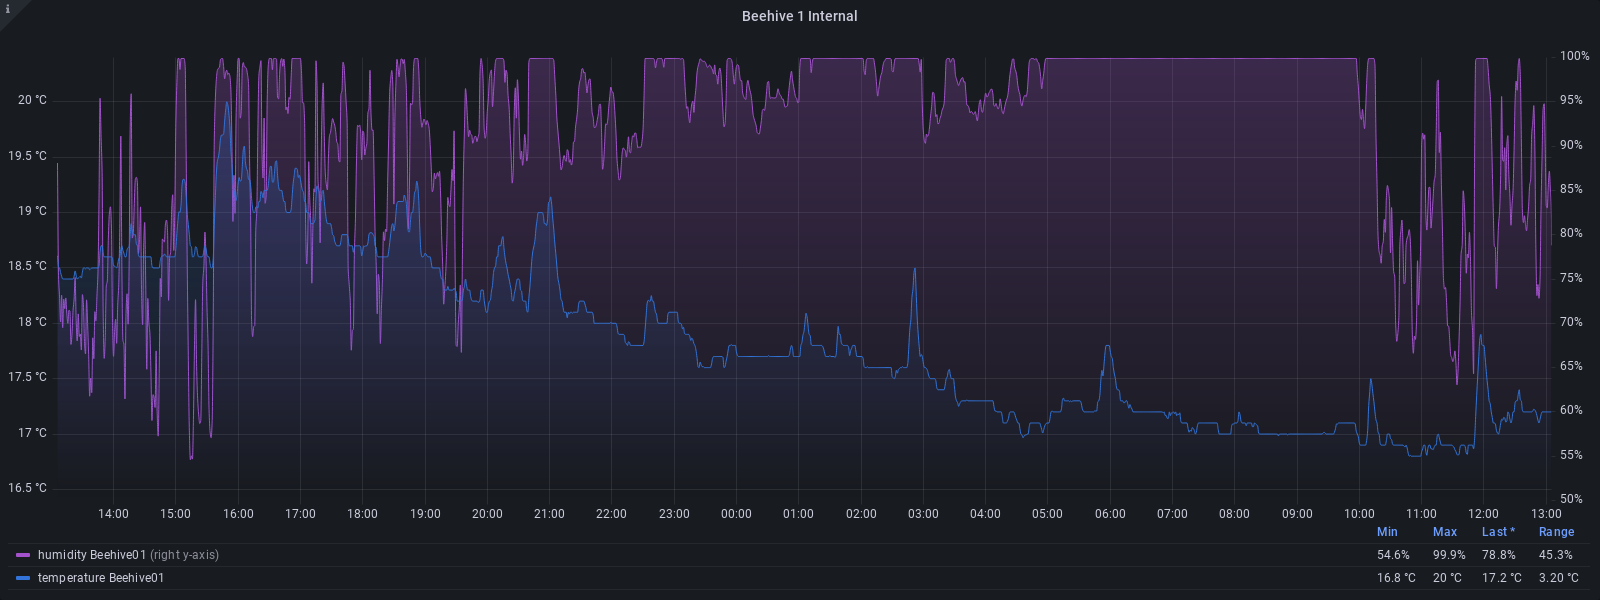 i
Beehive 1 Internal
20 °C
19.5 °C
19 °C
18.5 °C
18 °C
17.5 °C
17 °C
16.5 °C
100%
95%
90%
85%
80%
75%
70%
65%
60%
55%
50%
14:00 15:00 16:00 17:00 18:00 19:00 20:00 21:00 22:00 23:00 00:00 01:00 02:00 03:00 04:00 05:00 06:00 07:00 08:00 09:00 10:00 11:00 12:00 13:00
Min Max Last * Range
humidity Beehive01 (right y-axis) 54.6% 99.9% 78.8% 45.3%
temperature Beehive01 16.8 °C 20 °C 17.2 °C 3.20 °C